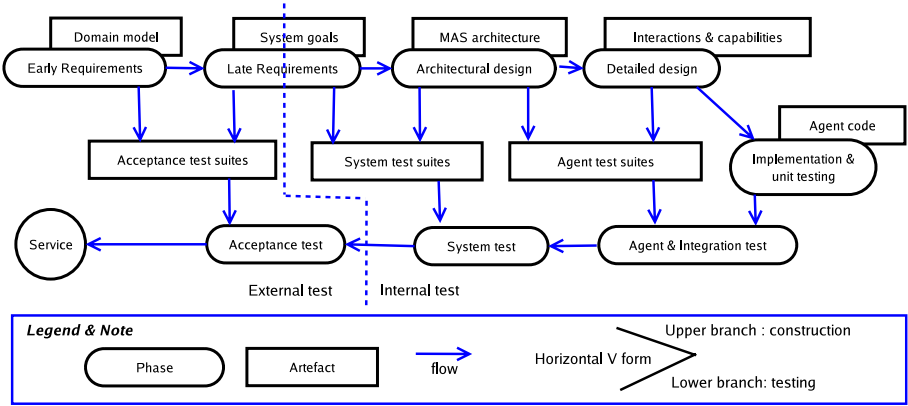 Domain model
System goals
MAS architecture
Interactions & capabilities
Early Requirements
Late Requirements
Architectural design
Detailed design
Agent code
Acceptance test suites
System test suites
Agent test suites
Implementation &
unit testing
Service
Acceptance test
System test
Agent & Integration test
External test
Internal test
Legend & Note
Phase
Artefact
flow
Horizontal V form
Upper branch : construction
Lower branch: testing